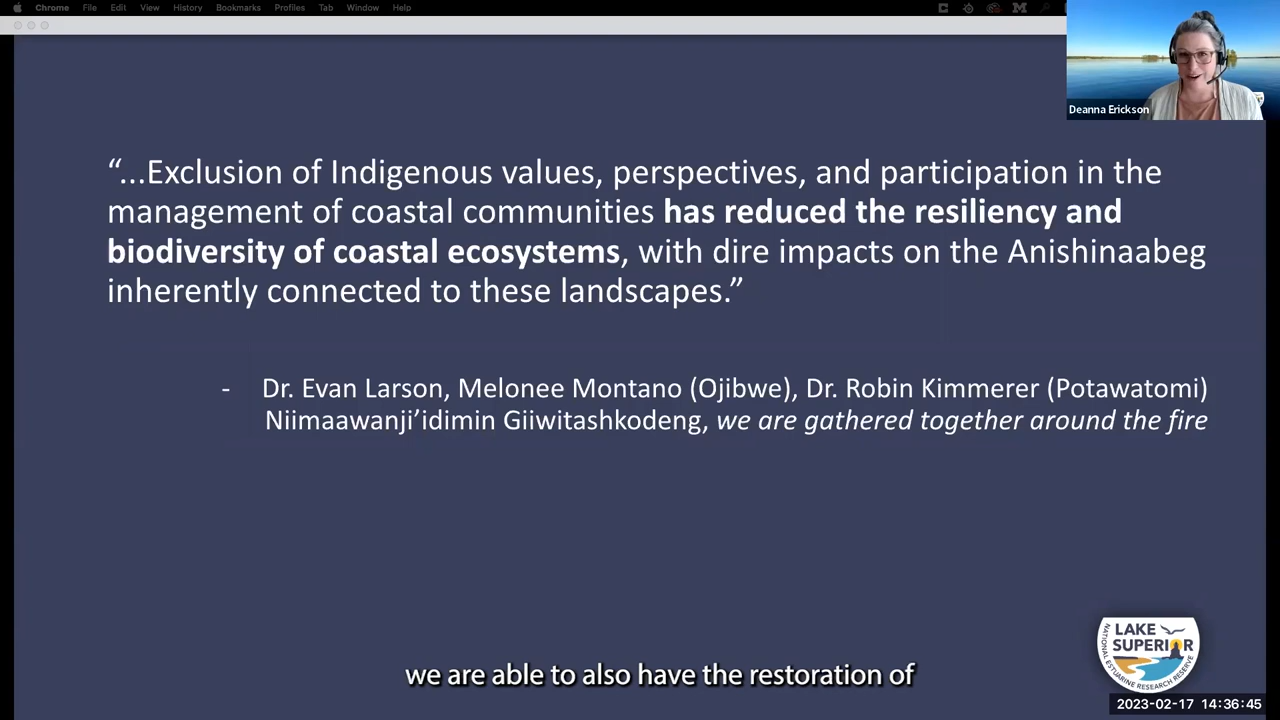 Chrome File Edit View History Bookmarks Profiles Tab Window Help
Deanna Erickson
“...Exclusion of Indigenous values, perspectives, and participation in the
management of coastal communities has reduced the resiliency and
biodiversity of coastal ecosystems, with dire impacts on the Anishinaabeg
inherently connected to these landscapes.”
- Dr. Evan Larson, Melonee Montano (Ojibwe), Dr. Robin Kimmerer (Potawatomi)
Niimaawanji’idimin Giiwitashkodeng, we are gathered together around the fire
LAKE
SUPERIOR
NATIONAL ESTUARINE RESEARCH RESERVE
we are able to also have the restoration of
2023-02-17 14:36:45